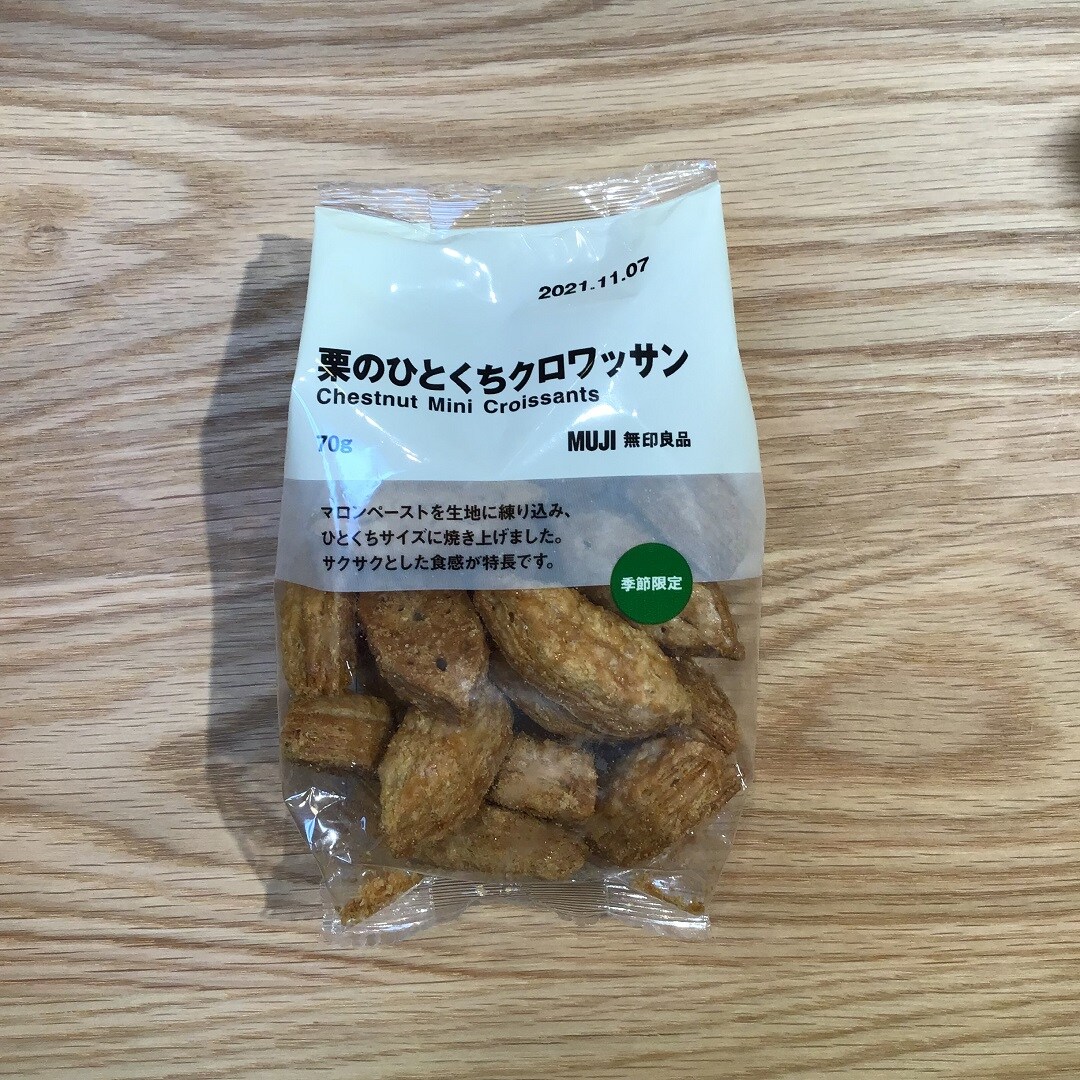 2021.11.07
栗のひとくちクロワッサン
Chestnut Mini Croissants
70g
MUJI 無印良品
マロンペーストを生地に練り込み、
ひとくちサイズに焼き上げました。
サクサクとした食感が特長です。
季節限定